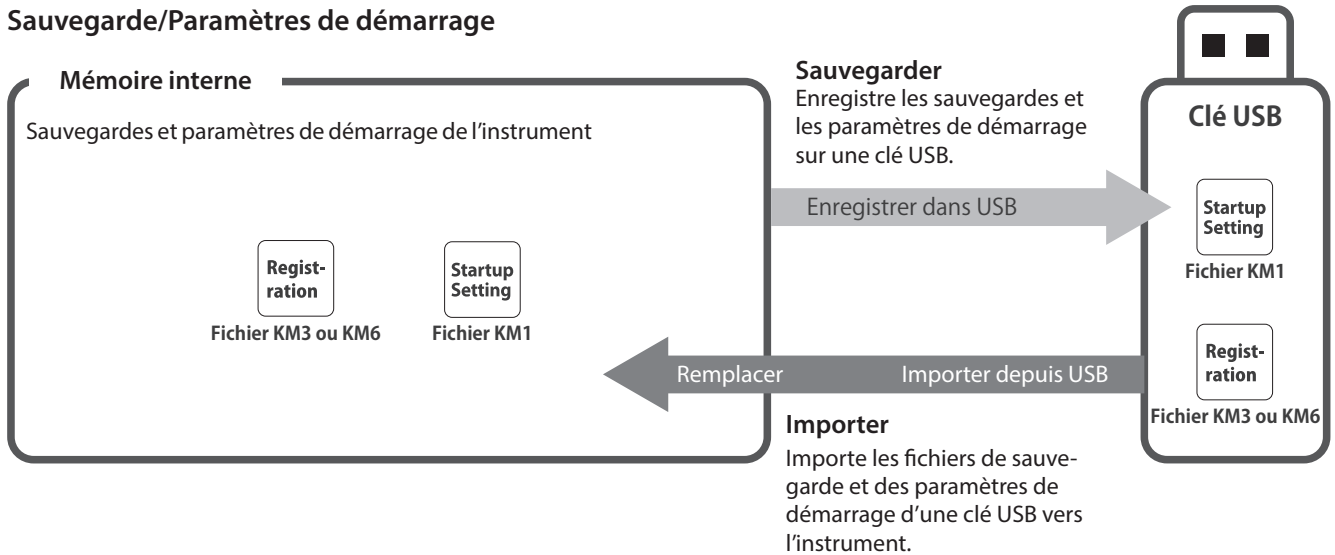 Sauvegarde/Paramètres de démarrage
Mémoire interne
Sauvegardes et paramètres de démarrage de l'instrument
Regist-
ration
Fichier KM3 ou KM6
Startup
Setting
Fichier KM1
Sauvegarder
Enregistre les sauvegardes et
les paramètres de démarrage
sur une clé USB.
Enregistrer dans USB
Remplacer
Importer depuis USB
Importer
Importe les fichiers de sauve-
garde et des paramètres de
démarrage d'une clé USB vers
l'instrument.
Clé USB
Startup
Setting
Fichier KM1
Regist-
ration
Fichier KM3 ou KM6